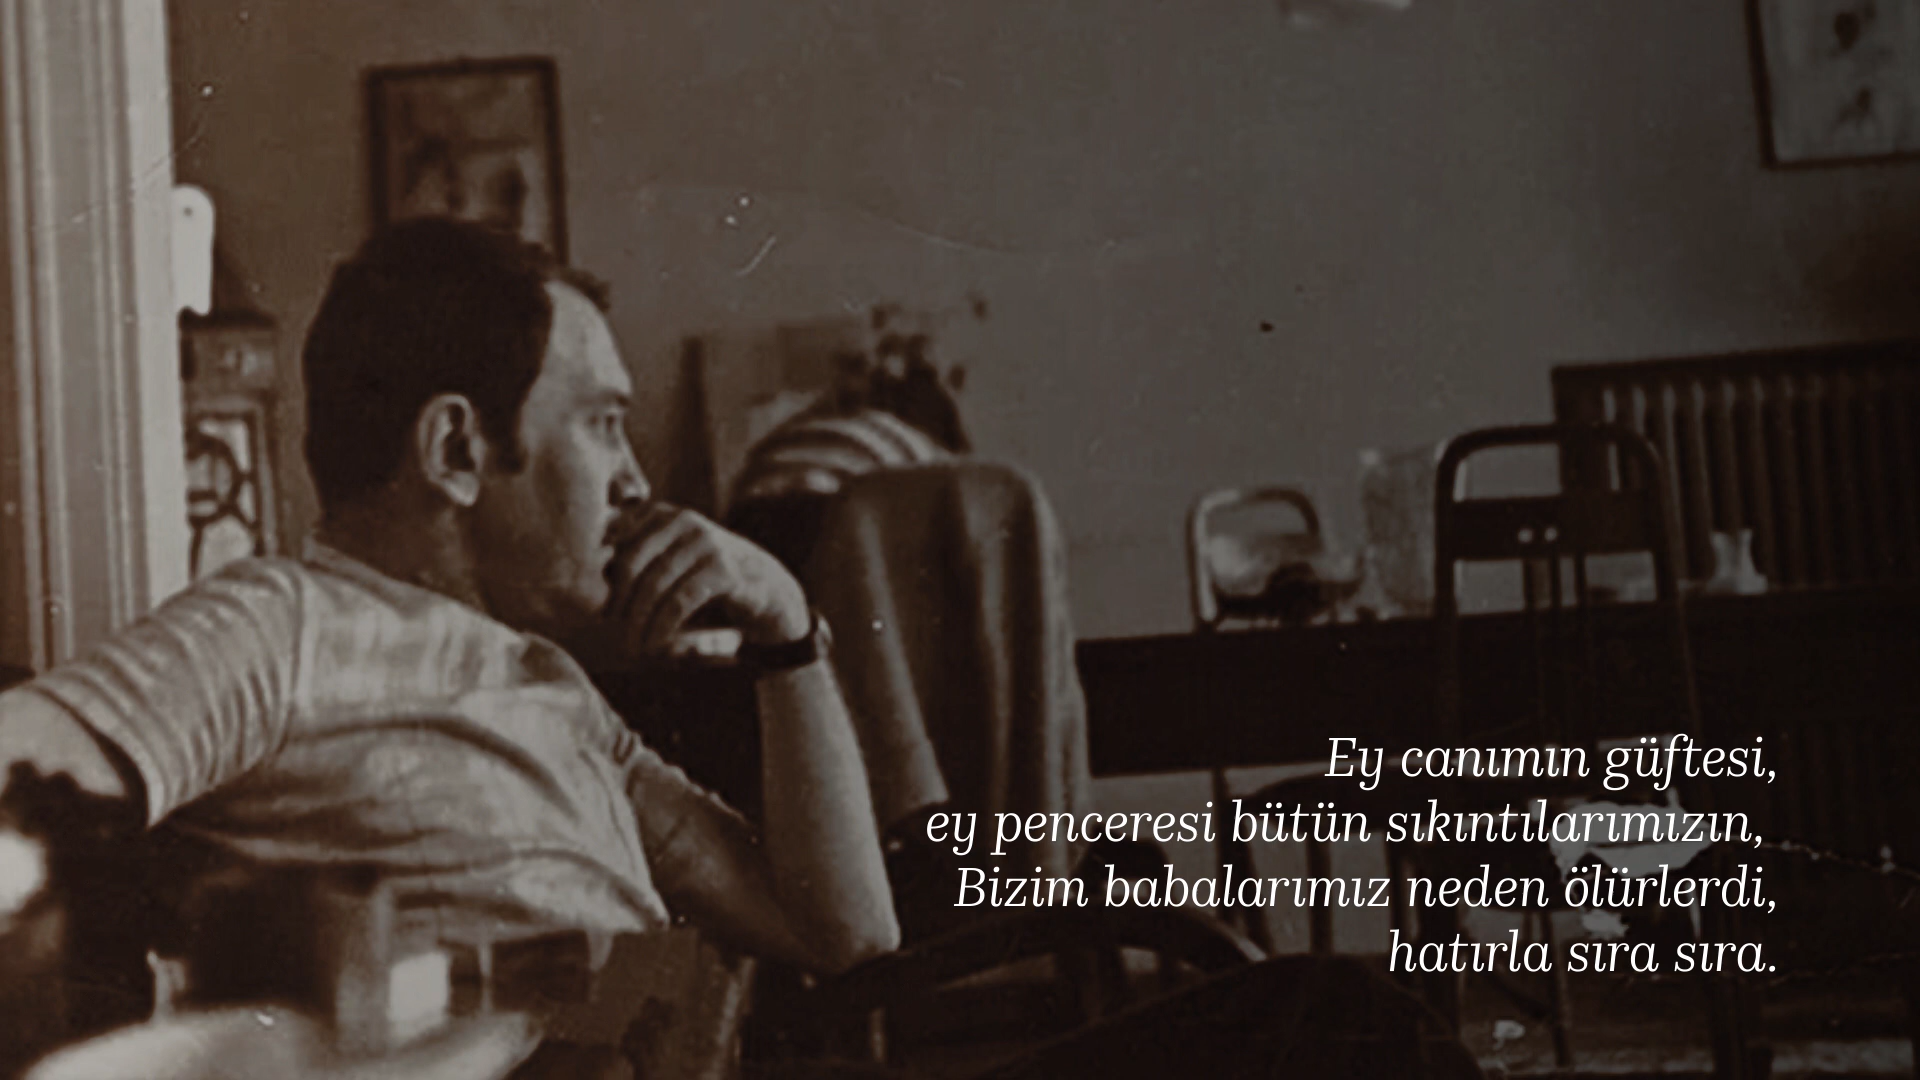 Ey canımın güftesi,
ey penceresi bütün sıkıntılarımızın,
Bizim babalarımız neden ölürlerdi,
hatırla sıra sıra.